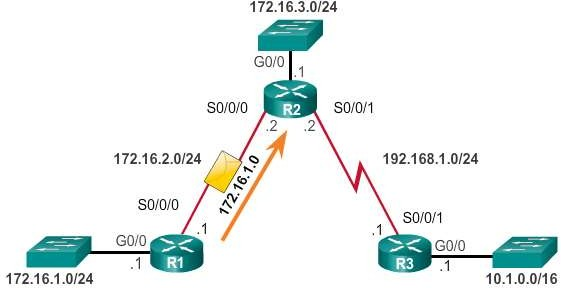 172.16.3.0/24
G0/0
.1
S0/0/0
R2
S0/0/1
.2
.2
172.16.2.0/24
172.16.1.0
192.168.1.0/24
S0/0/0
.1
S0/0/1
.1
G0/0
.1
R1
172.16.1.0/24
R3
G0/0
.1
10.1.0.0/16